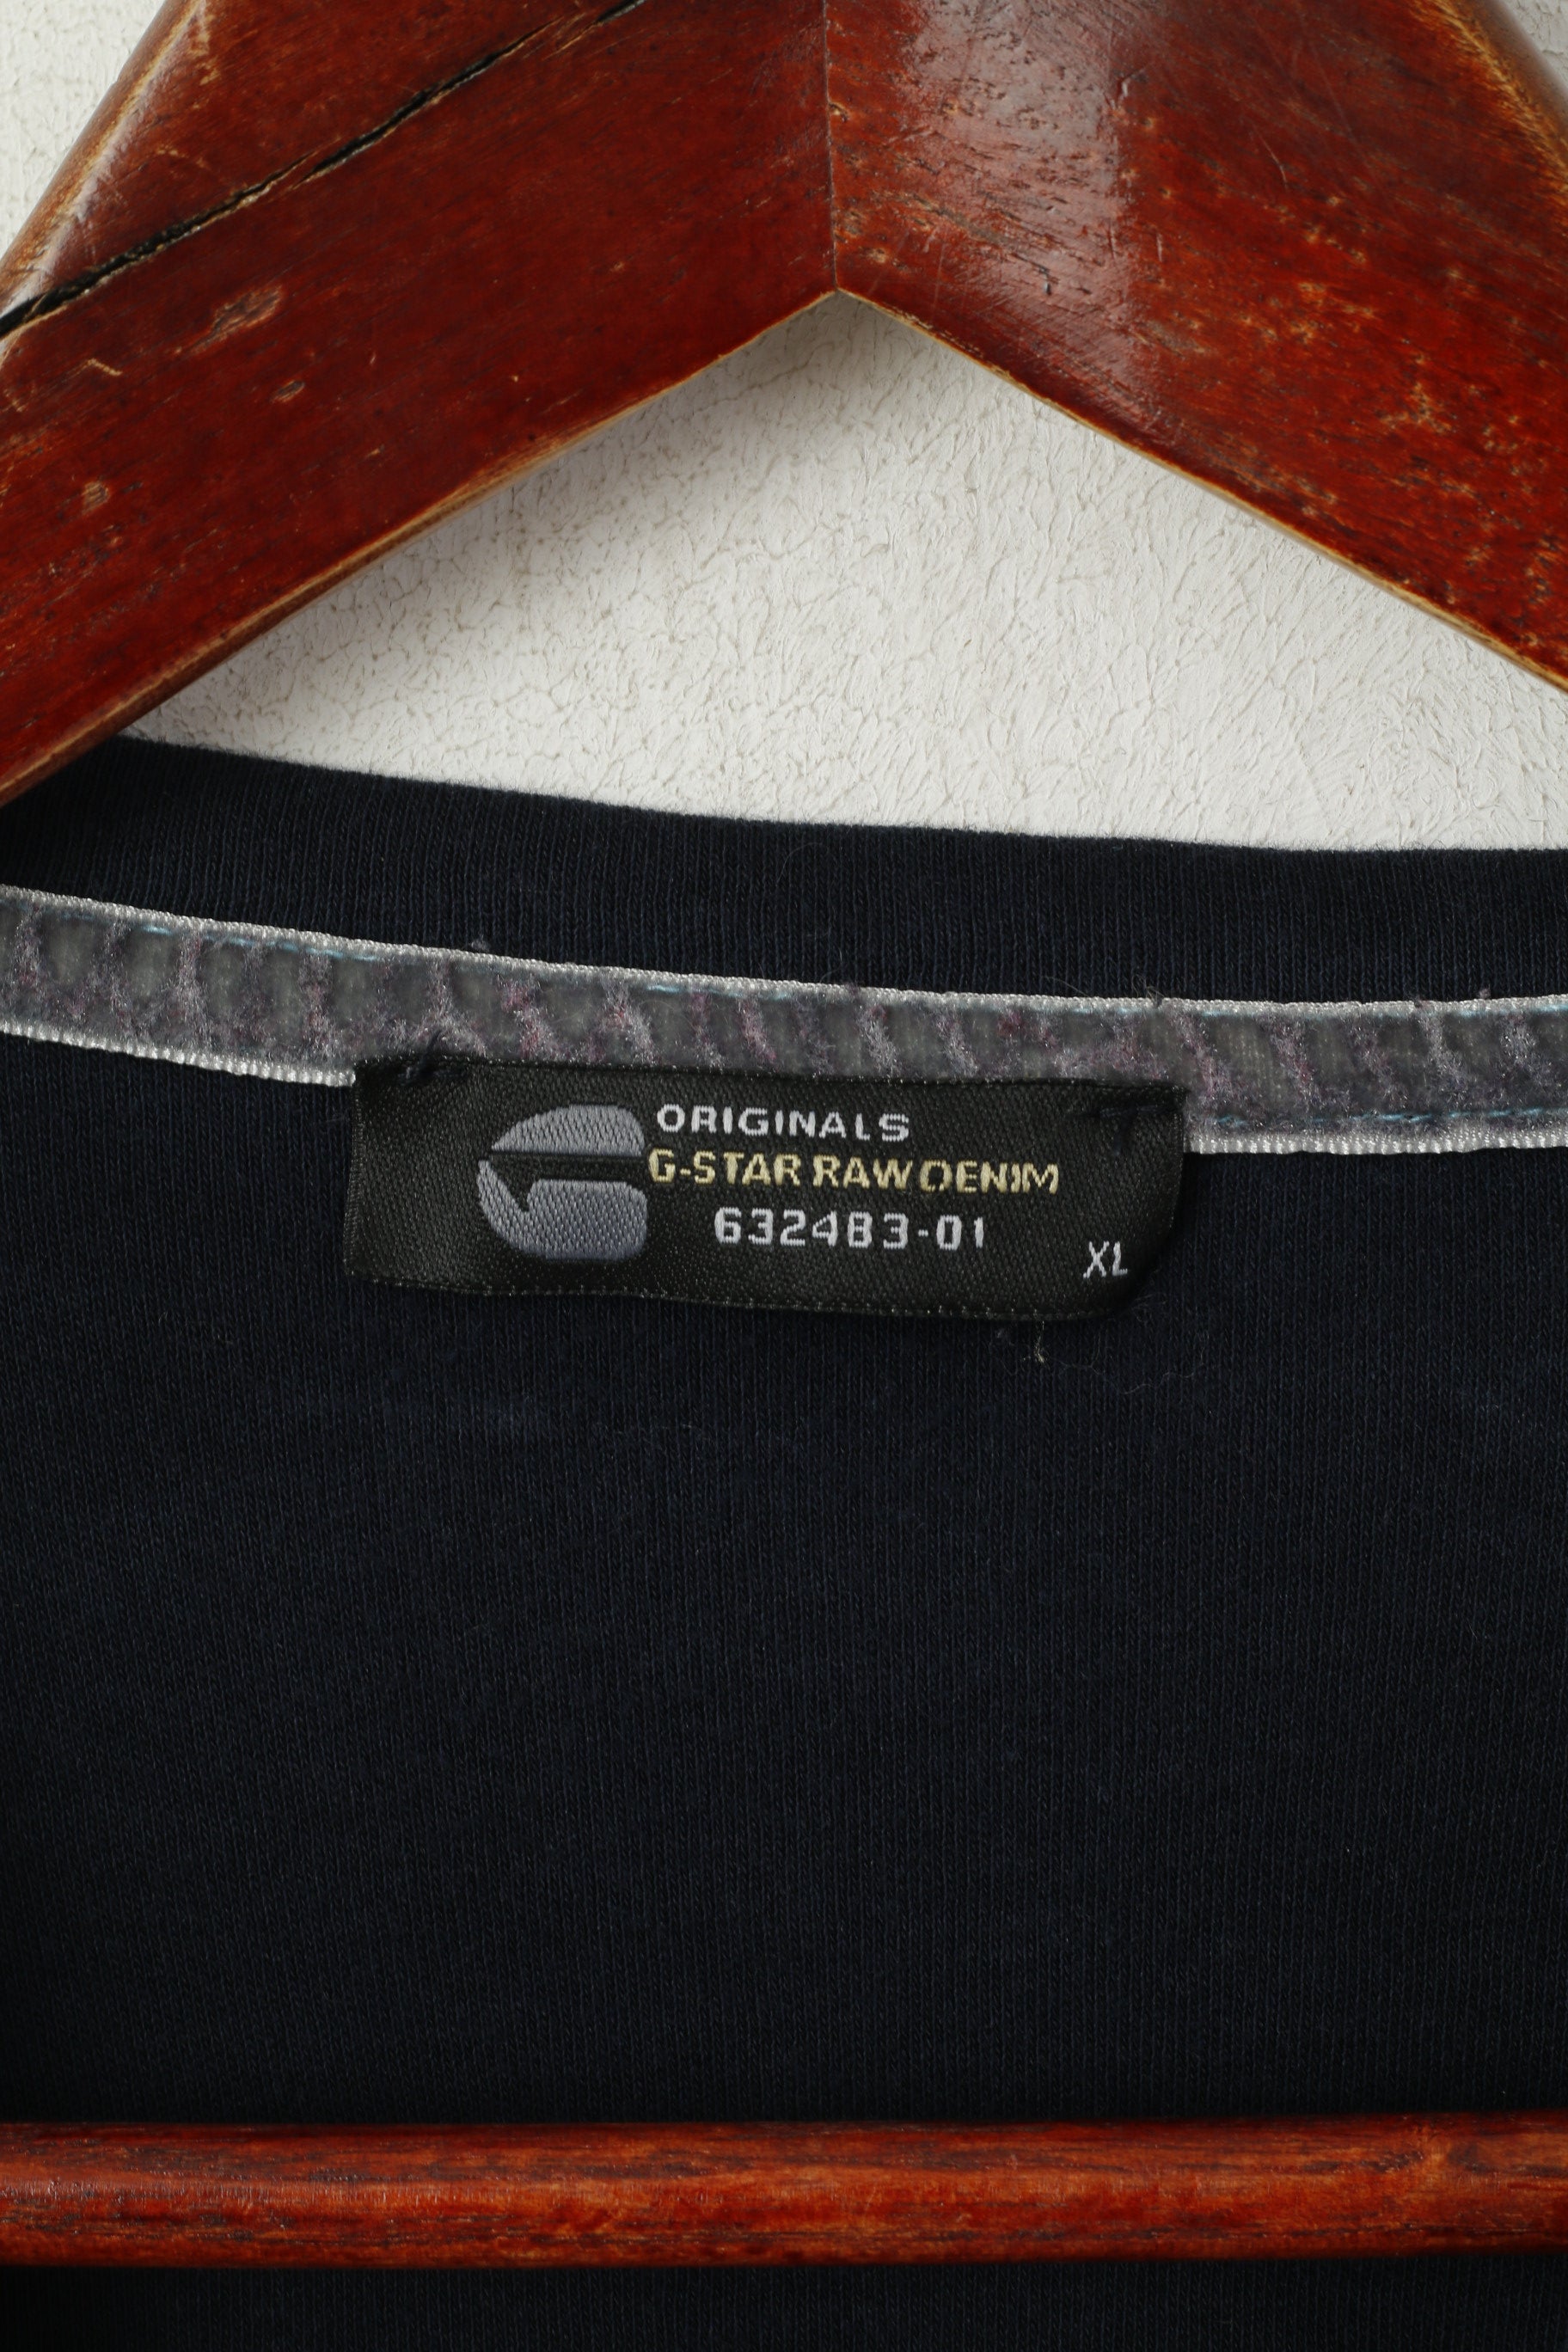 ORIGINALS
G-STAR RAW DENIM
632483-01
XL